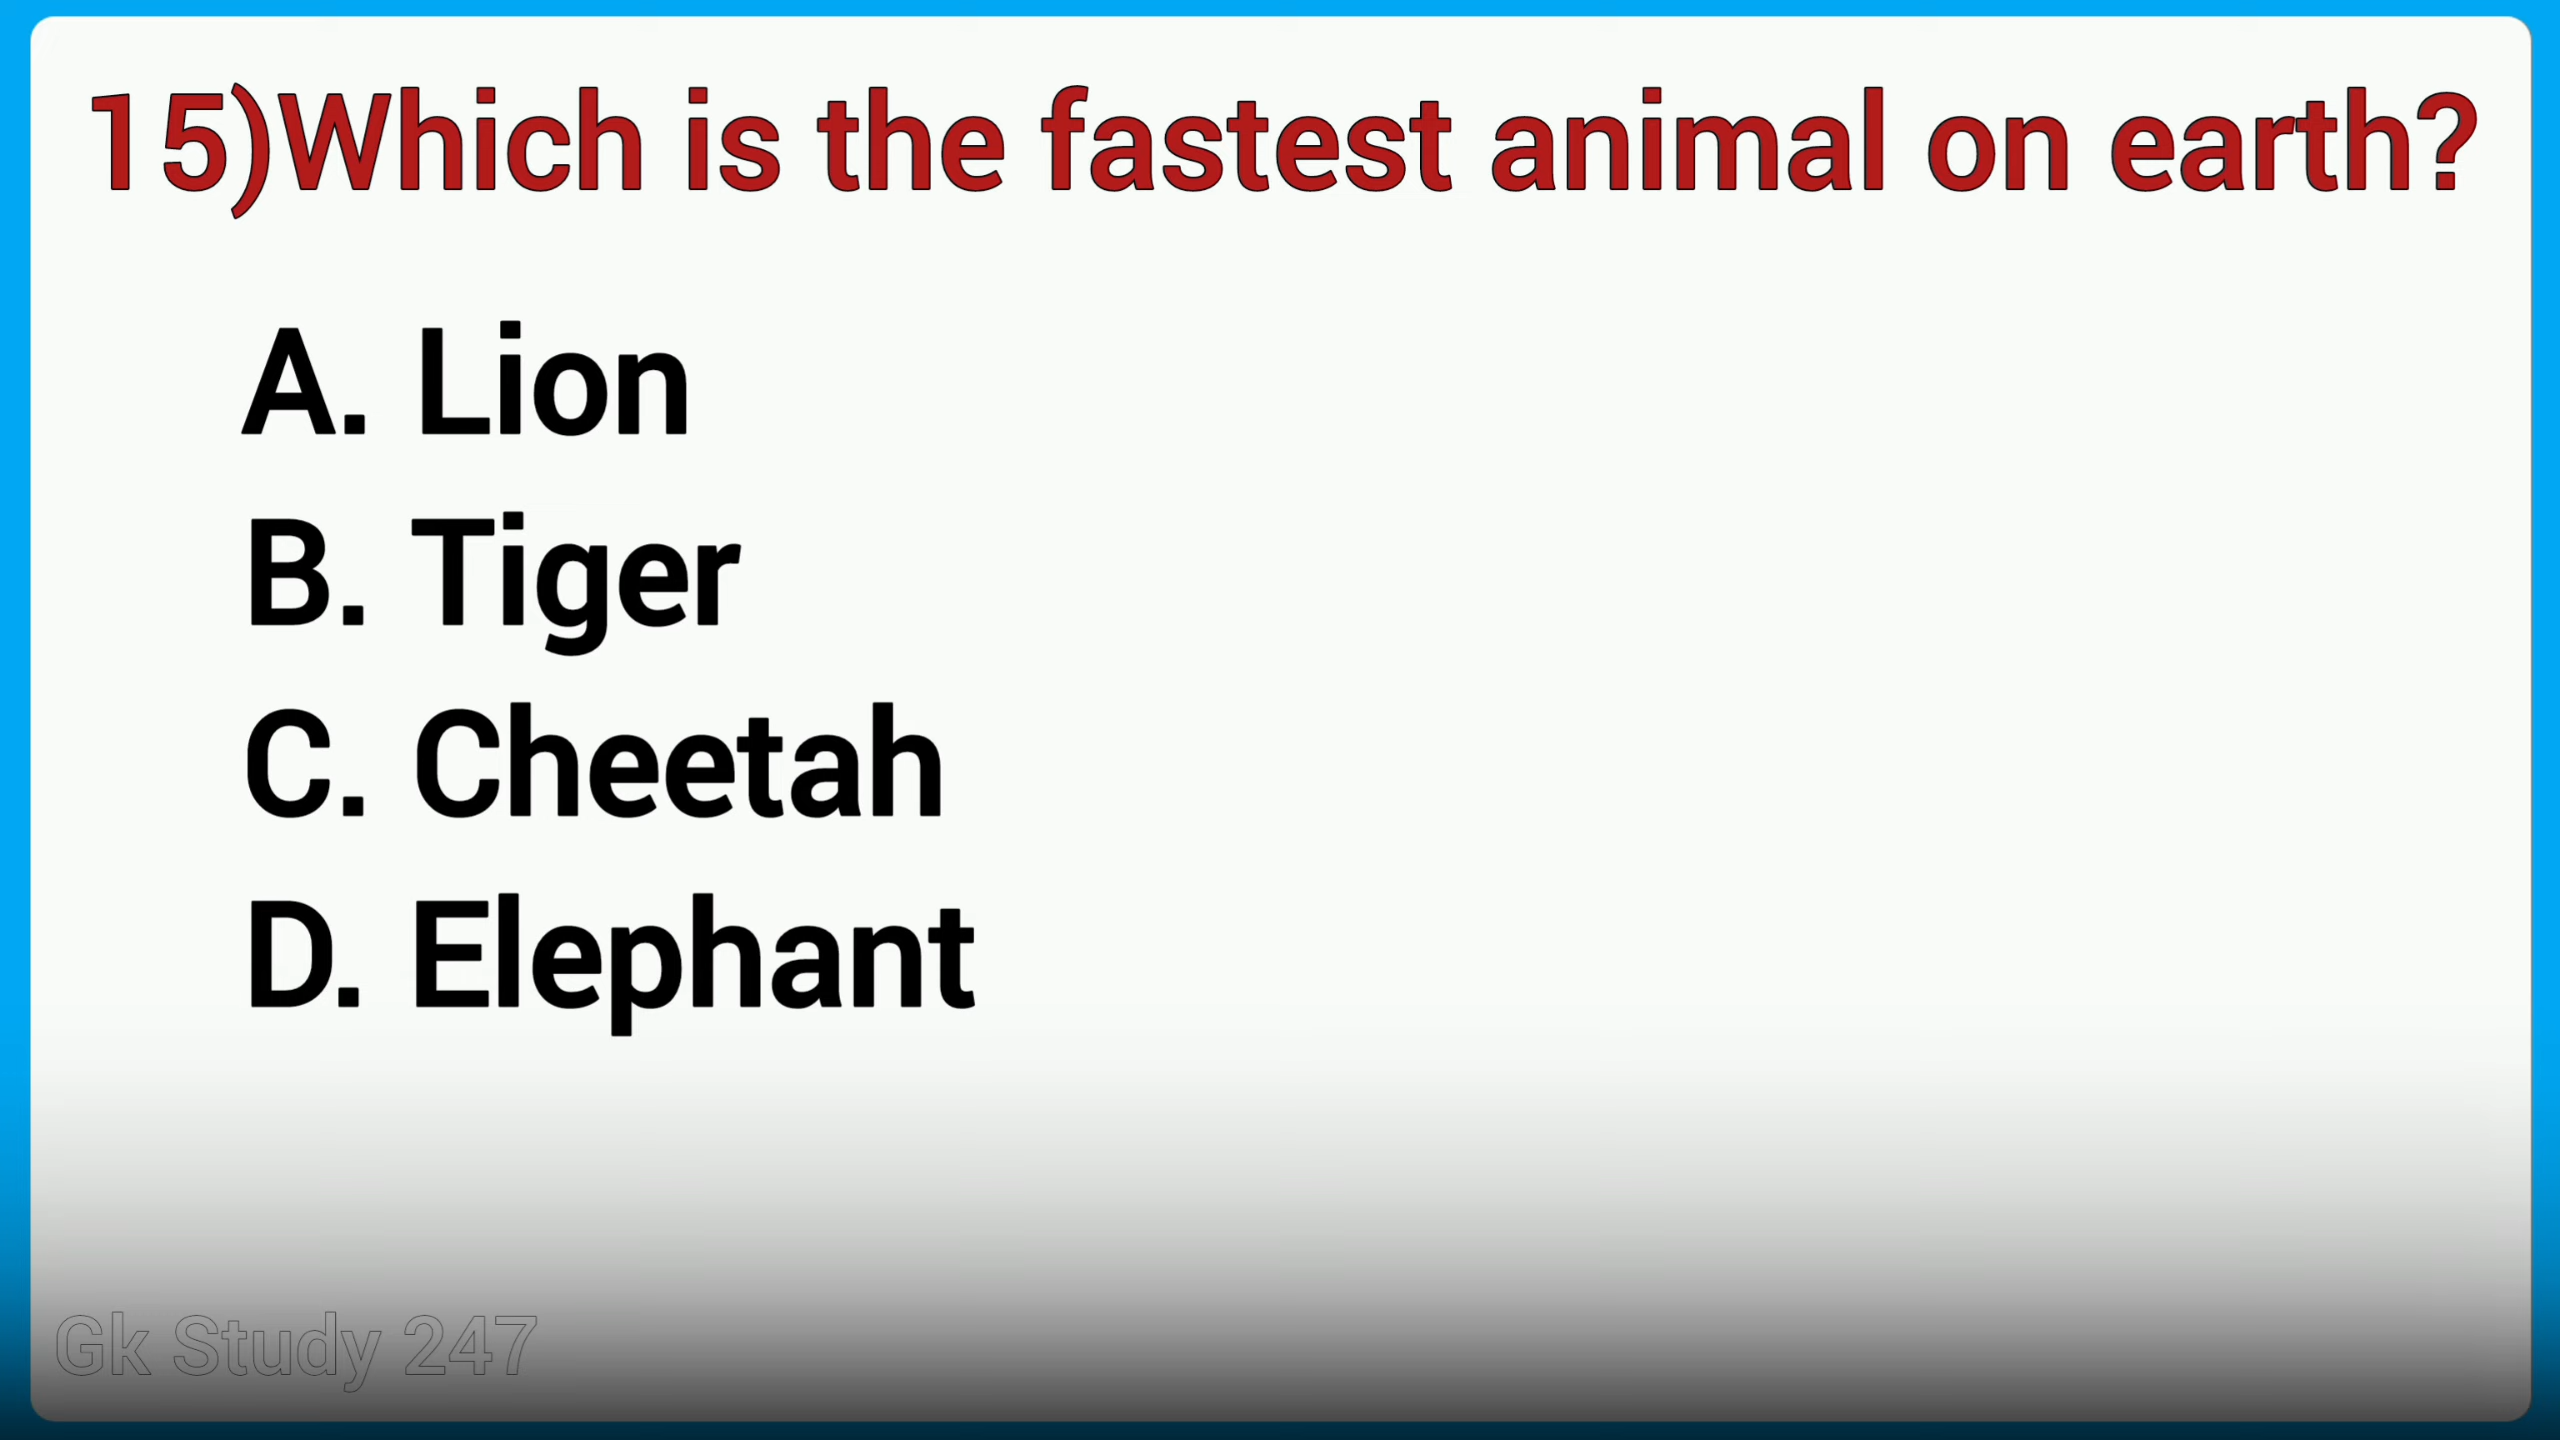 15)Which is the fastest animal on earth?
A. Lion
B. Tiger
C. Cheetah
D. Elephant
Gk Study 247